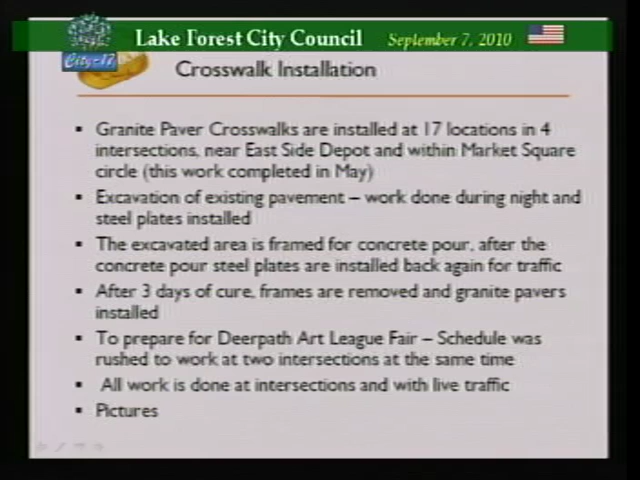 Lake Forest City Council September 7, 2010
City-17
Crosswalk Installation
▪ Granite Paver Crosswalks are installed at 17 locations in 4
intersections, near East Side Depot and within Market Square
circle (this work completed in May)
▪ Excavation of existing pavement – work done during night and
steel plates installed
▪ The excavated area is framed for concrete pour, after the
concrete pour steel plates are installed back again for traffic
▪ After 3 days of cure, frames are removed and granite pavers
installed
▪ To prepare for Deerpath Art League Fair – Schedule was
rushed to work at two intersections at the same time
▪ All work is done at intersections and with live traffic
▪ Pictures